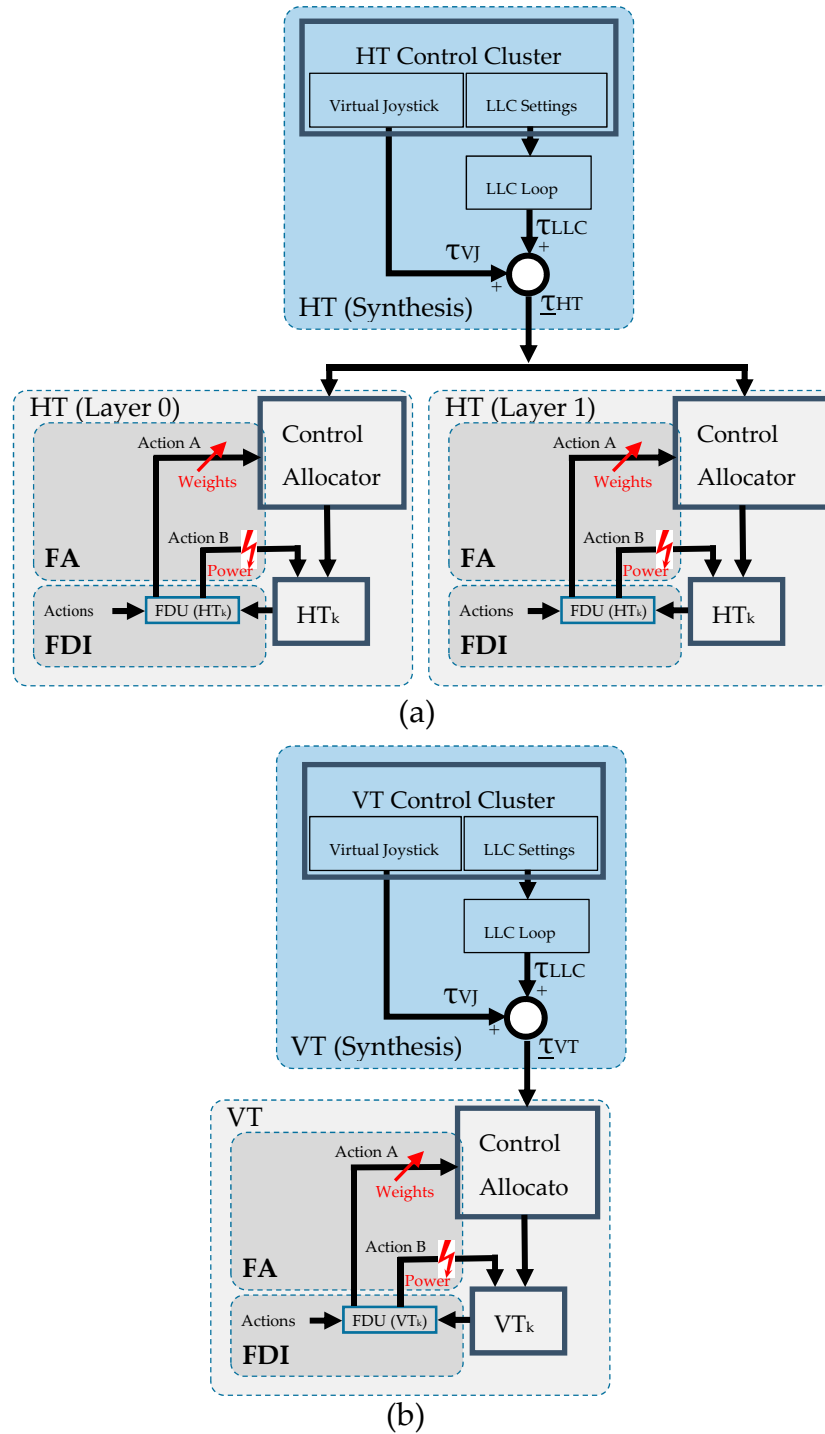 HT Control Cluster
Virtual Joystick
LLC Settings
LLC Loop
τLLC
+
τVJ
+
HT (Synthesis)
τHT
HT (Layer 0)
Control
Allocator
Action A
Weights
Action B
Power
FA
Actions
FDU (HTk)
HTk
FDI
HT (Layer 1)
Control
Allocator
Action A
Weights
Action B
Power
FA
Actions
FDU (HTk)
HTk
FDI
(a)
VT Control Cluster
Virtual Joystick
LLC Settings
LLC Loop
τLLC
+
τVJ
+
VT (Synthesis)
τVT
VT
Control
Allocato
Action A
Weights
Action B
Power
FA
Actions
FDU (VTk)
VTk
FDI
(b)